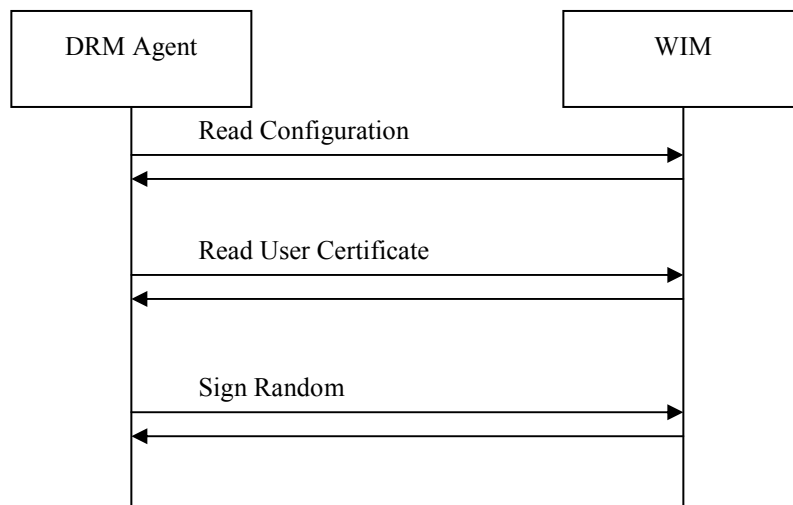 DRM Agent
WIM
Read Configuration
Read User Certificate
Sign Random